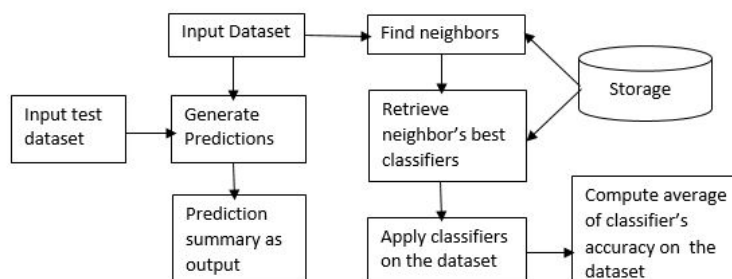 Input Dataset
Find neighbors
Storage
Input test
dataset
Generate
Predictions
Retrieve
neighbor's best
classifiers
Prediction
summary as
output
Apply classifiers
on the dataset
Compute average
of classifier's
accuracy on the
dataset